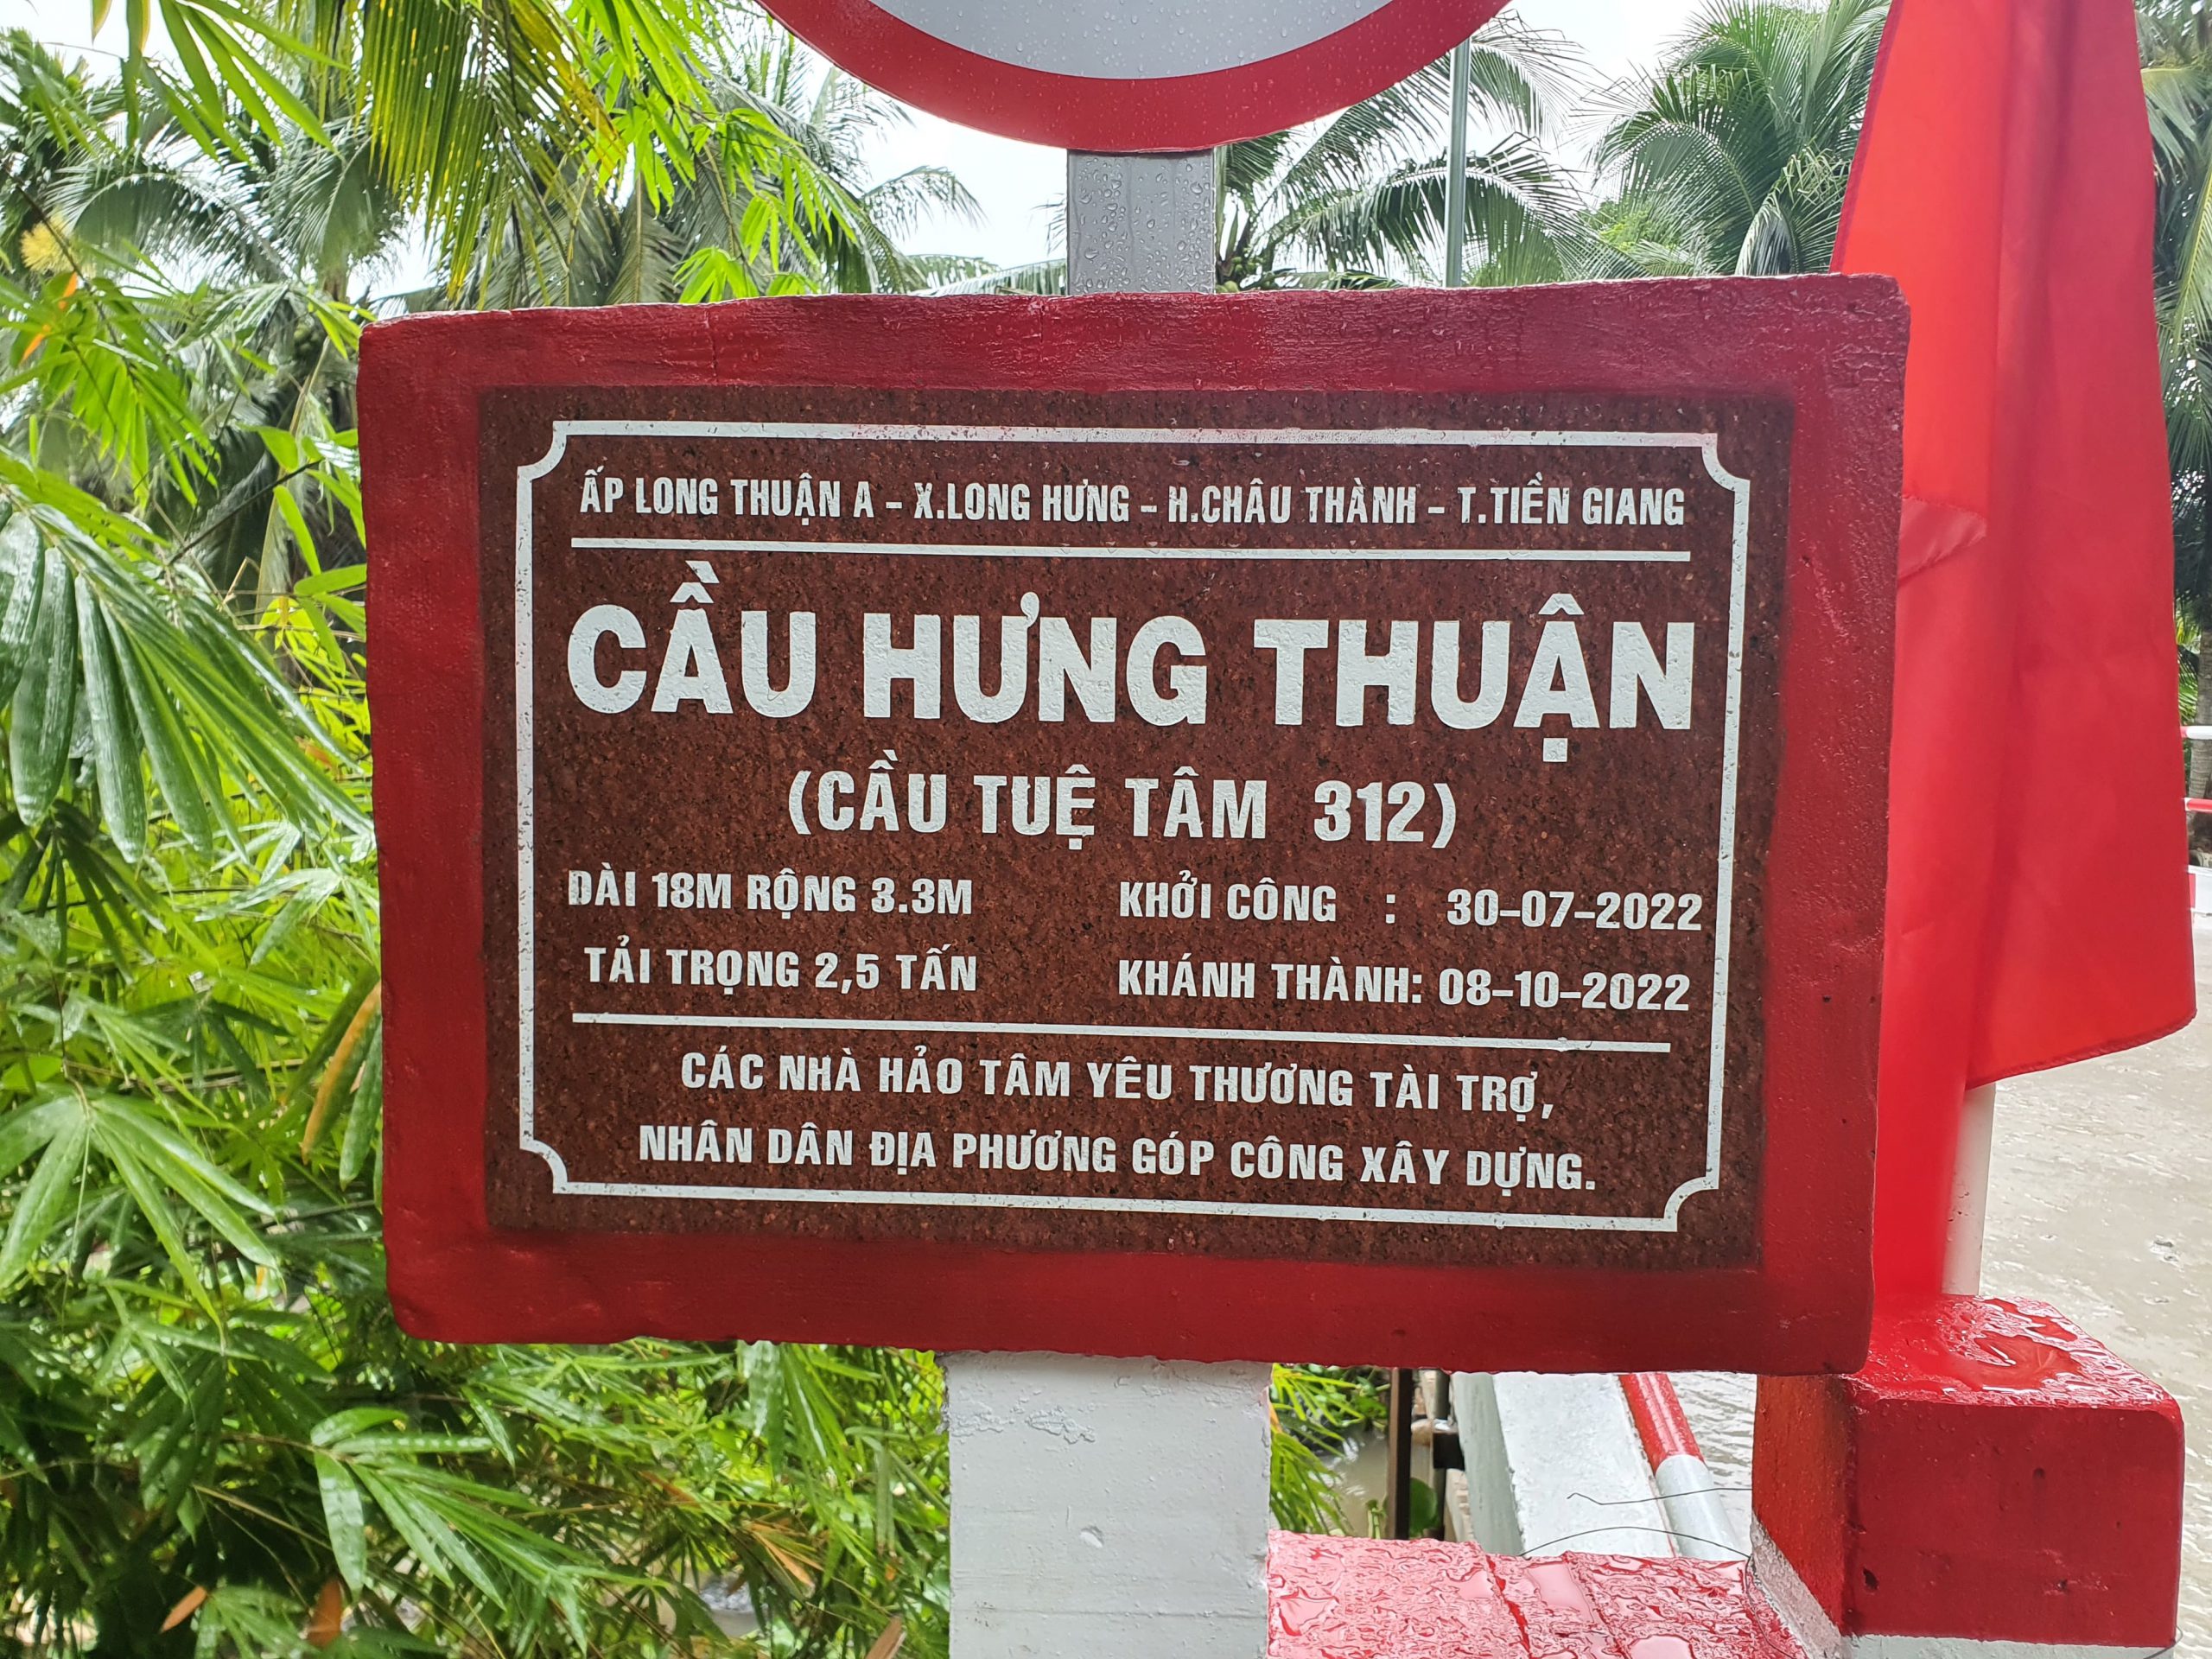 ẤP LONG THUẬN A - X.LONG HƯNG - H.CHÂU THÀNH - T.TIỀN GIANG
CẦU HƯNG THUẬN
(CẦU TUỆ TÂM 312)
DÀI 18M RỘNG 3.3M KHỞI CÔNG : 30-07-2022
TẢI TRỌNG 2,5 TẤN KHÁNH THÀNH: 08-10-2022
CÁC NHÀ HẢO TÂM YÊU THƯƠNG TÀI TRỢ,
NHÂN DÂN ĐỊA PHƯƠNG GÓP CÔNG XÂY DỰNG.